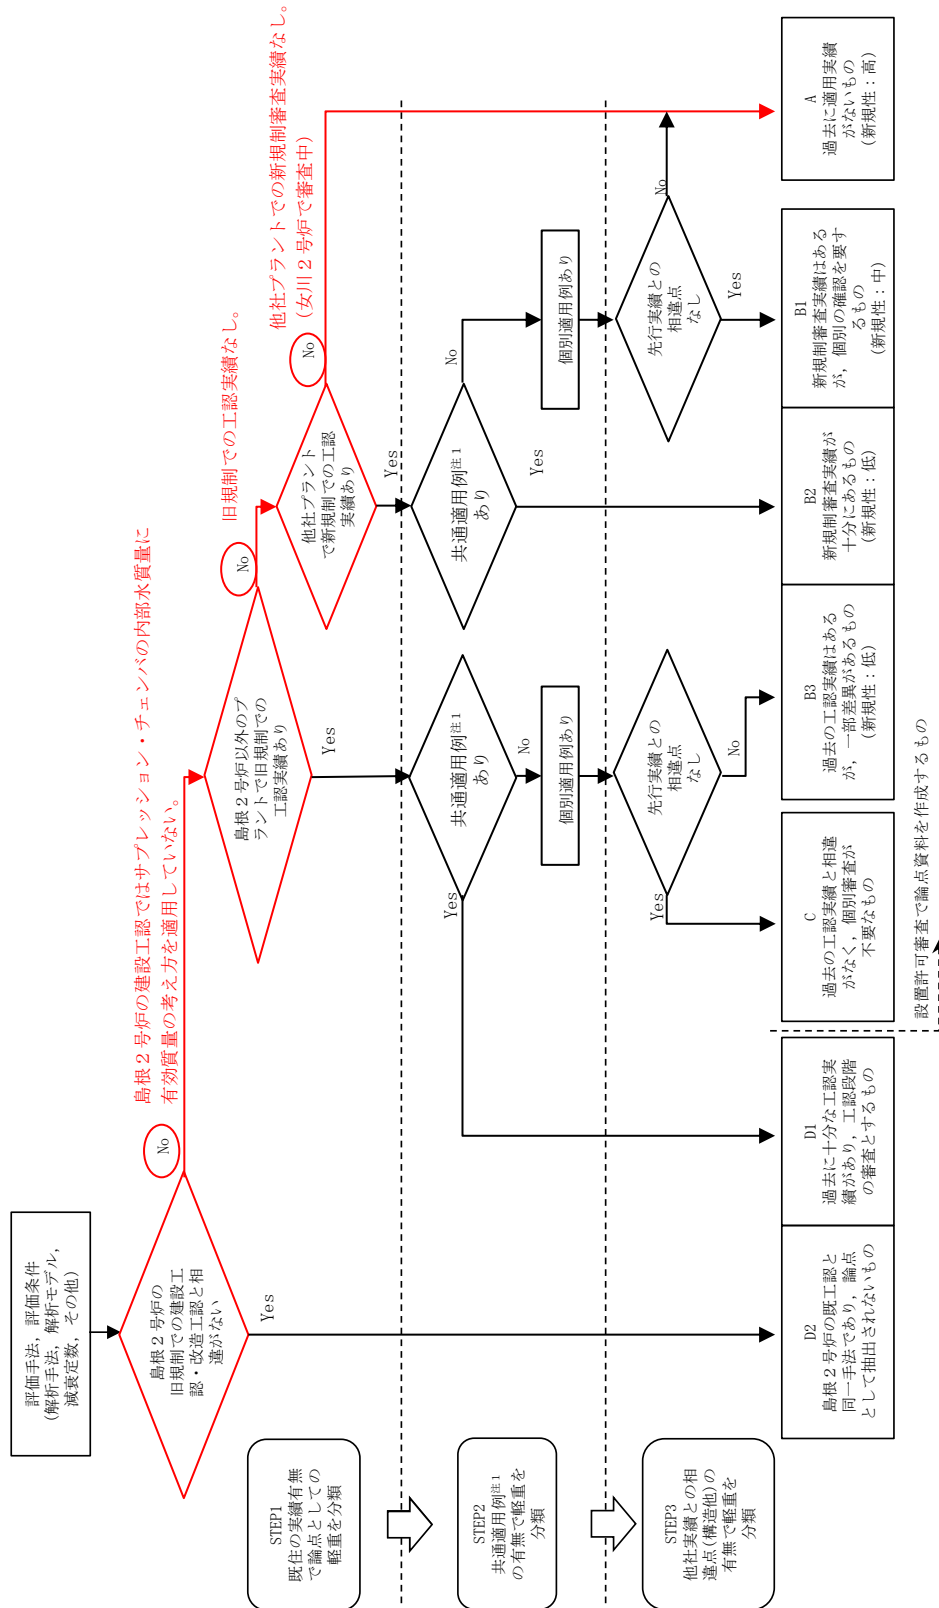 評価手法，評価条件
(解析手法，解析モデル，
減衰定数，その他)
島根２号炉の
旧規制での建設工
認・改造工認と相
違がない
No
Yes
島根２号炉の建設工認ではサプレッション・チェンバの内部水質量に
有効質量の考え方を適用していない。
島根２号炉以外のプ
ラントで旧規制での
工認実績あり
No
Yes
旧規制での工認実績なし。
他社プラント
で新規制での工認
実績あり
No
Yes
他社プラントでの新規制審査実績なし。
(女川２号炉で審査中)
STEP1
既往の実績有無
で論点としての
軽重を分類
STEP2
共通適用例注１
の有無で軽重を
分類
STEP3
他社実績との相
違点(構造他)の
有無で軽重を
分類
共通適用例注１
あり
Yes
No
個別適用例あり
先行実績との
相違点
なし
Yes
No
共通適用例注１
あり
Yes
No
個別適用例あり
先行実績との
相違点
なし
Yes
No
D2
島根２号炉の既工認と
同一手法であり，論点
として抽出されないもの
D1
過去に十分な工認実
績があり，工認段階
の審査とするもの
C
過去の工認実績と相違
がなく，個別審査が
不要なもの
B3
過去の工認実績はある
が，一部差異があるもの
(新規性：低)
B2
新規制審査実績が
十分にあるもの
(新規性：低)
B1
新規制審査実績はある
が，個別の確認を要す
るもの
(新規性：中)
A
過去に適用実績
がないもの
(新規性：高)
設置許可審査で論点資料を作成するもの